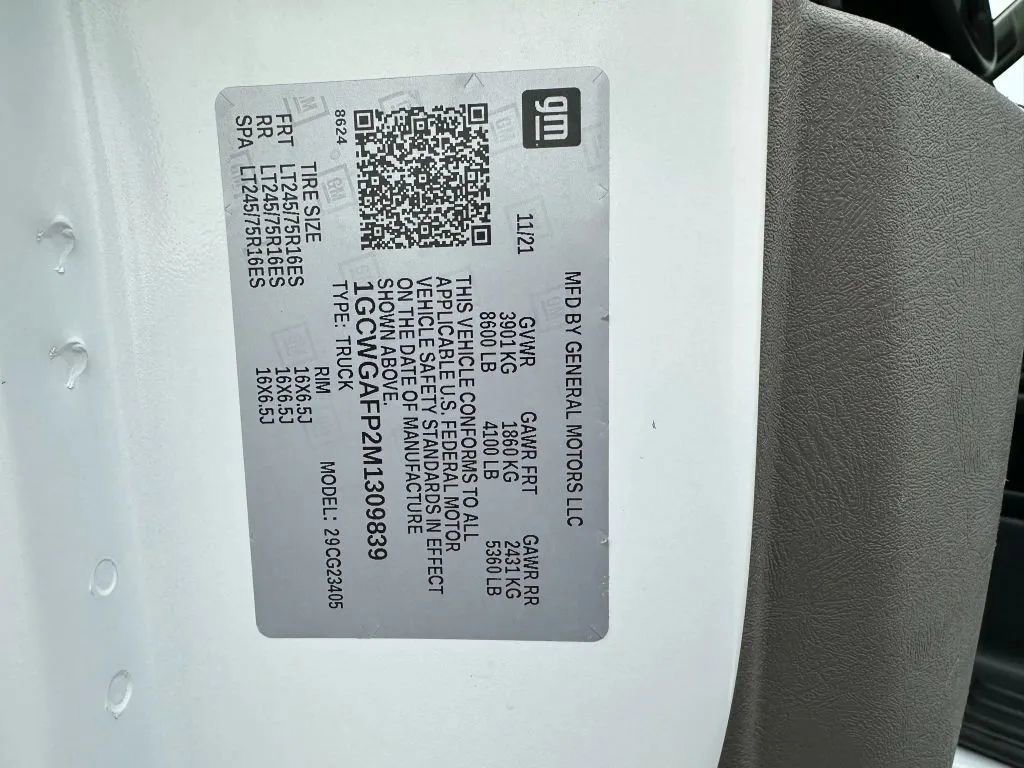 gm
11/21
MFD BY GENERAL MOTORS LLC
GVWR GAWR FRT GAWR RR
3901 KG 1860 KG 2431 KG
8600 LB 4100 LB 5360 LB
THIS VEHICLE CONFORMS TO ALL
APPLICABLE U.S. FEDERAL MOTOR
VEHICLE SAFETY STANDARDS IN EFFECT
ON THE DATE OF MANUFACTURE
SHOWN ABOVE.
1GCWGAFP2M1309839
8624
TYPE: TRUCK MODEL: 29CG23405
TIRE SIZE RIM
FRT LT245/75R16ES 16X6.5J
RR LT245/75R16ES 16X6.5J
SPA LT245/75R16ES 16X6.5J